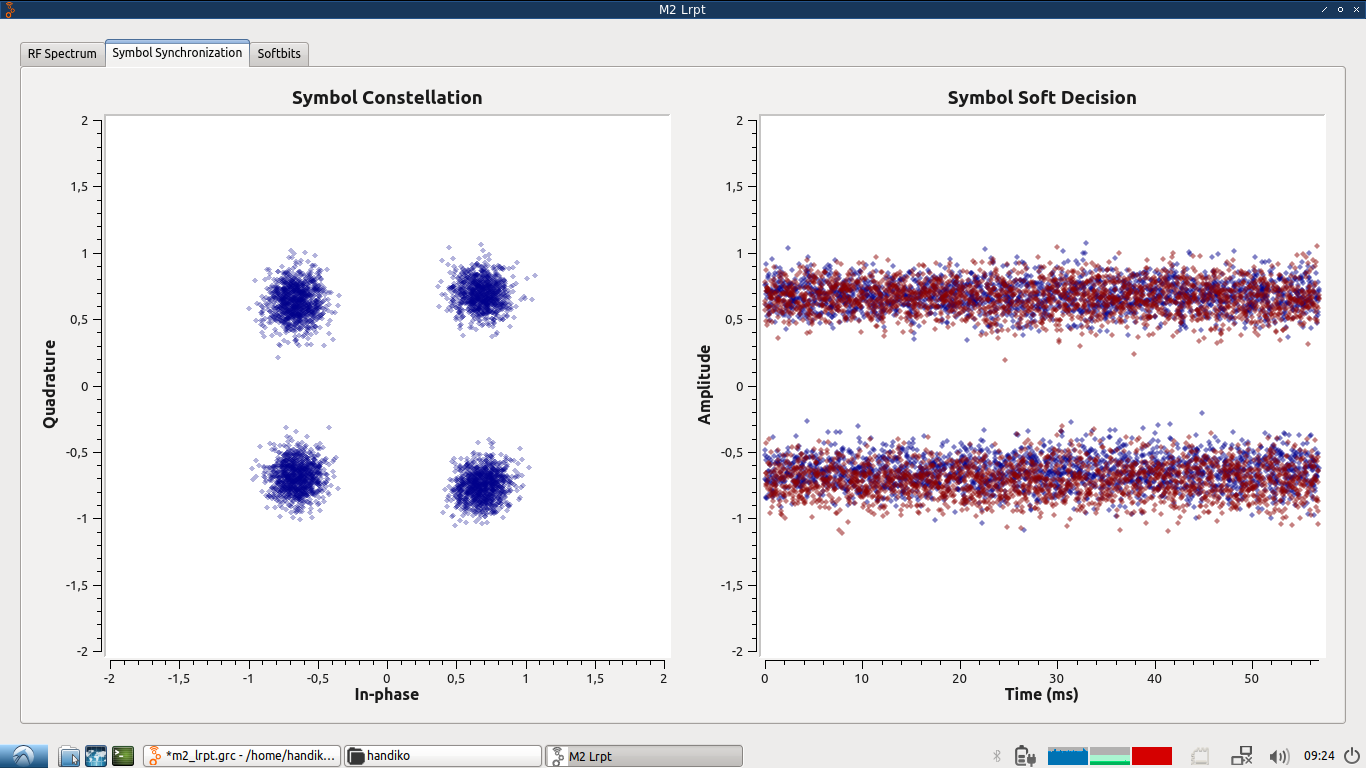 M2 Lrpt
RF Spectrum Symbol Synchronization Softbits
Symbol Constellation
2
1,5
1
0,5
0
-0,5
-1
-1,5
-2
Quadrature
-2 -1,5 -1 -0,5 0 0,5 1 1,5 2
In-phase
Symbol Soft Decision
2
1,5
1
0,5
0
-0,5
-1
-1,5
-2
Amplitude
0 10 20 30 40 50
Time (ms)
*m2_lrpt.grc - /home/handik... handiko M2 Lrpt 09:24